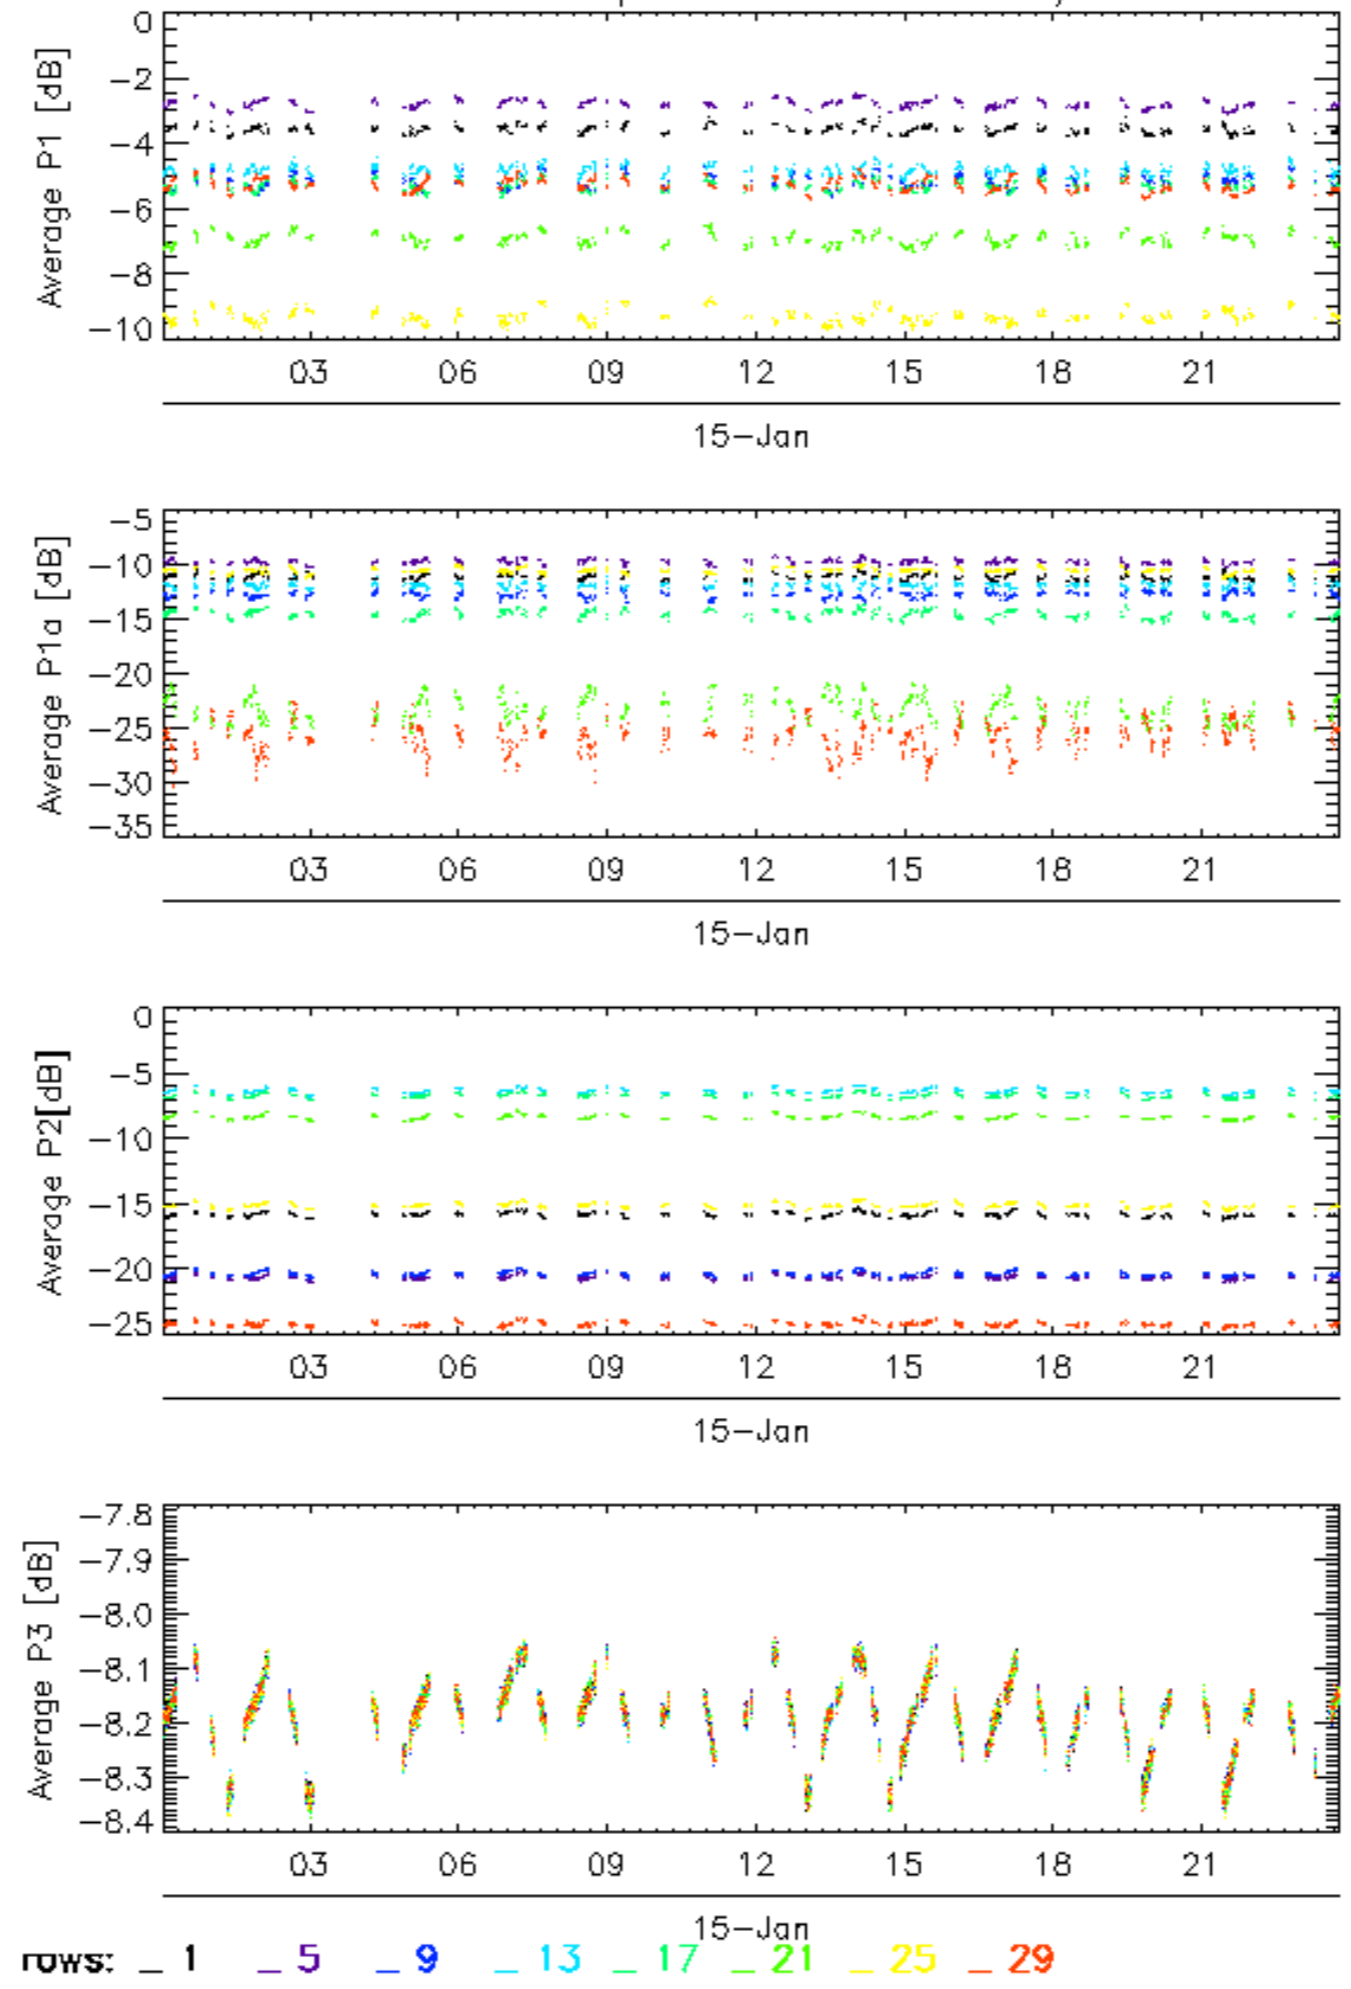 0
−2
−4
−6
−8
−10
Average P1 [dB]
03 06 09 12 15 18 21
15−Jan
−5
−10
−15
−20
−25
−30
−35
Average P1a [dB]
03 06 09 12 15 18 21
15−Jan
0
−5
−10
−15
−20
−25
Average P2[dB]
03 06 09 12 15 18 21
15−Jan
−7.8
−7.9
−8.0
−8.1
−8.2
−8.3
−8.4
Average P3 [dB]
03 06 09 12 15 18 21
15−Jan
rows: _ 1 _ 5 _ 9 _ 13 _ 17 _ 21 _ 25 _ 29